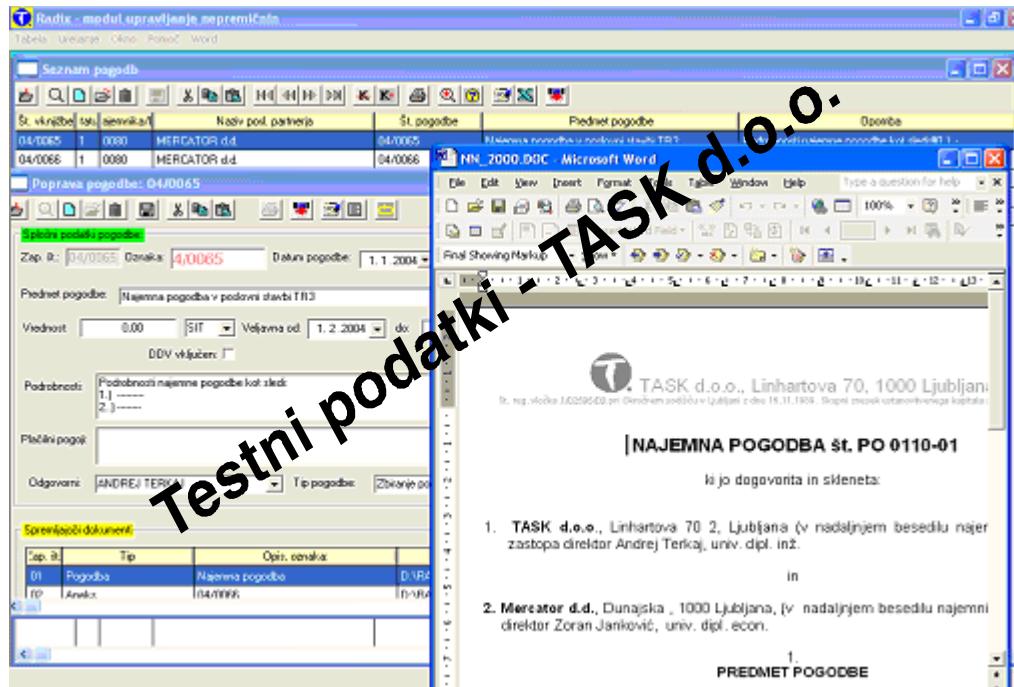 Radix - modul upravljanje nepremičnin
Tabela Urejanje Okno Pomoč Word
Seznam pogodb
Naziv posl. partnerja Št. pogodbe Predmet pogodbe Opomba
04/0065 1 0080 MERCATOR d.d. 04/0065
04/0066 1 0080 MERCATOR d.d. 04/0066
NN_2000.DOC - Microsoft Word
File Edit View Insert Format Tools Table Window Help Type a question for help
100%
Final Showing Markup
Poprava pogodbe: 04/0065
Splošni podatki pogodbe:
Zap. št.: 04/0065 Oznaka: 4/0065 Datum pogodbe: 1. 1 .2004
Predmet pogodbe: Najemna pogodba v poslovni stavbi TR3
Vrednost 0.00 SIT Veljavna od: 1. 2 .2004 do:
DDV vključen:
Podrobnosti: Podrobnosti najemne pogodbe kot sledi:
1.) ------
2.) ------
Plačilni pogoji:
Odgovorni: ANDREJ TERKAJ Tip pogodbe: Zbiranje po
Spremljajoči dokumenti
Zap. št. Tip Opis, oznaka:
01 Pogodba Najemna pogodba D:\RA
02 Aneks 04/0066 D:\RA
TASK d.o.o., Linhartova 70, 1000 Ljubljana
NAJEMNA POGODBA št. PO 0110-01
ki jo dogovorita in skleneta:
1. TASK d.o.o., Linhartova 70 2, Ljubljana (v nadaljnjem besedilu najer
zastopa direktor Andrej Terkaj, univ. dipl. inž.
in
2. Mercator d.d., Dunajska , 1000 Ljubljana, (v nadaljnjem besedilu najemni
direktor Zoran Janković, univ. dipl. econ.
1.
PREDMET POGODBE
Testni podatki - TASK d.o.o.